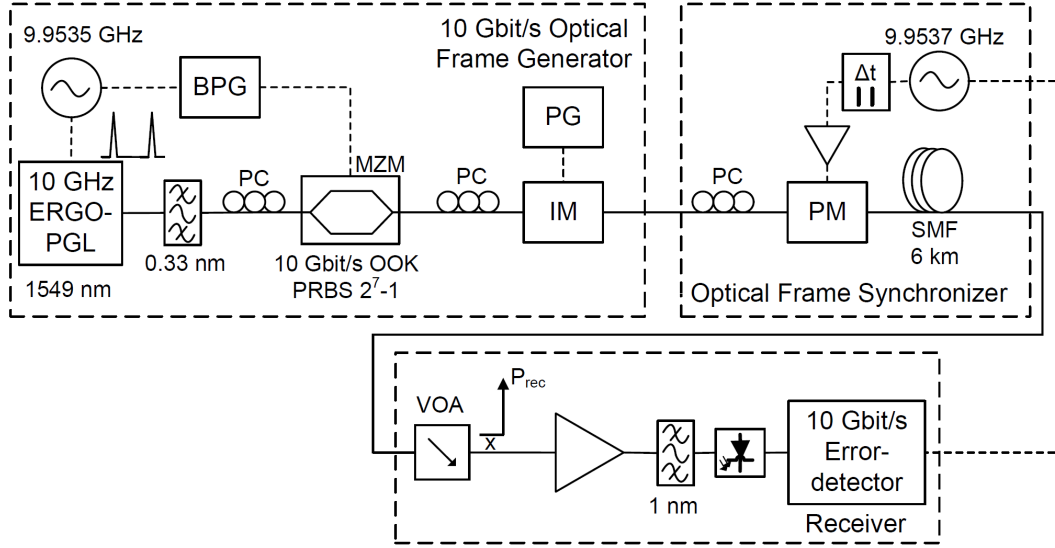 9.9535 GHz
10 Gbit/s Optical
Frame Generator
BPG
PG
MZM
PC
PC
10 GHz
ERGO-
PGL
IM
0.33 nm
1549 nm
10 Gbit/s OOK
PRBS 2⁷-1
9.9537 GHz
Δt
PC
PM
SMF
6 km
Optical Frame Synchronizer
VOA
Prec
x
1 nm
10 Gbit/s
Error-
detector
Receiver